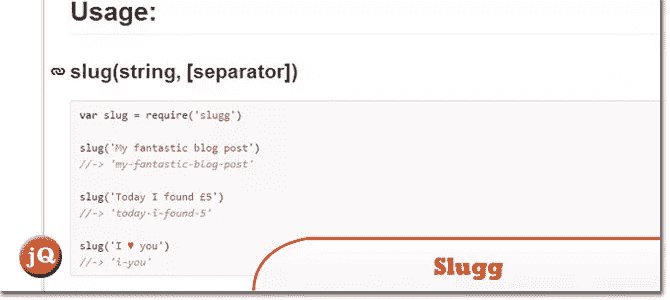 Usage:
slug(string, [separator])
var slug = require('slugg')
slug('My fantastic blog post')
//-> 'my-fantastic-blog-post'
slug('Today I found £5')
//-> 'today-i-found-5'
slug('I ♥ you')
//-> 'i-you'
jQ
Slugg